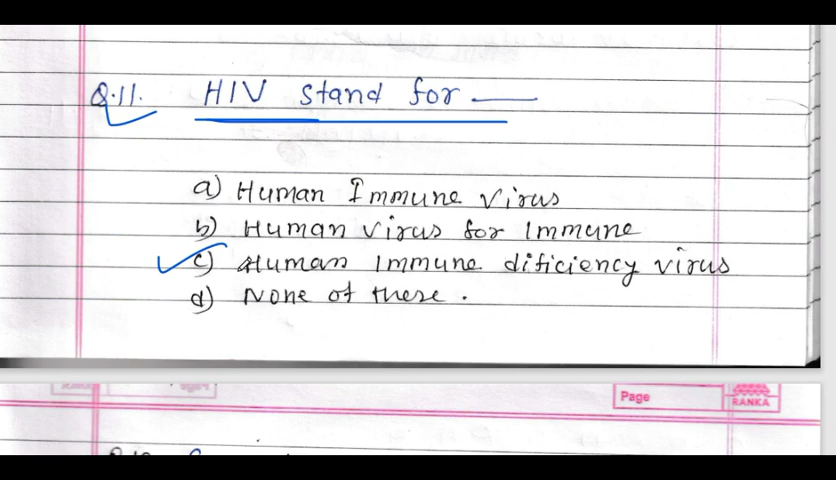 Q.11. HIV stand for ——
a) Human Immune Virus
b) Human virus for Immune
c) Human Immune dificiency virus
d) None of these.
Page
RANKA